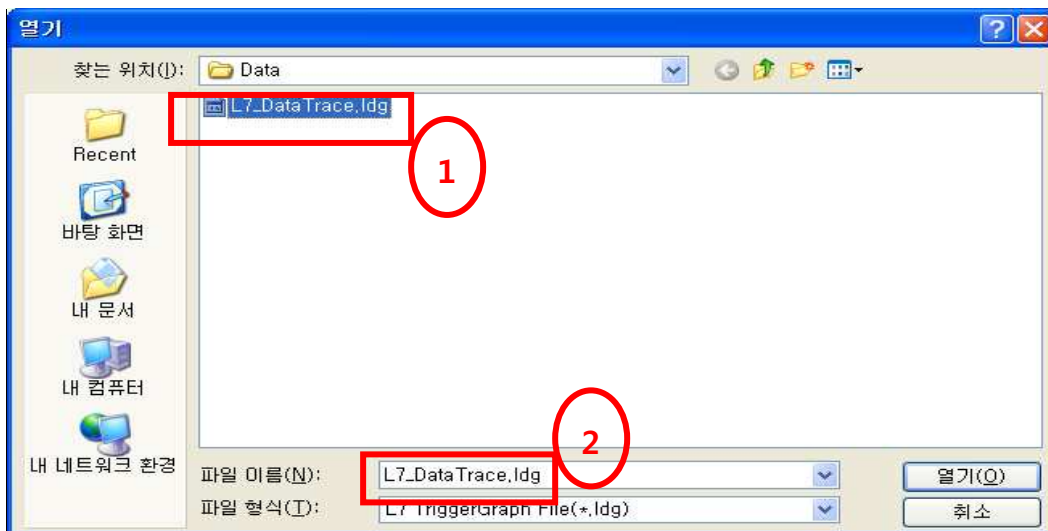 열기
찾는 위치(I): Data
L7_DataTrace,ldg
1
Recent
바탕 화면
내 문서
내 컴퓨터
내 네트워크 환경
2
파일 이름(N): L7_DataTrace,ldg 열기(O)
파일 형식(T): L7 TriggerGraph File(*,ldg) 취소